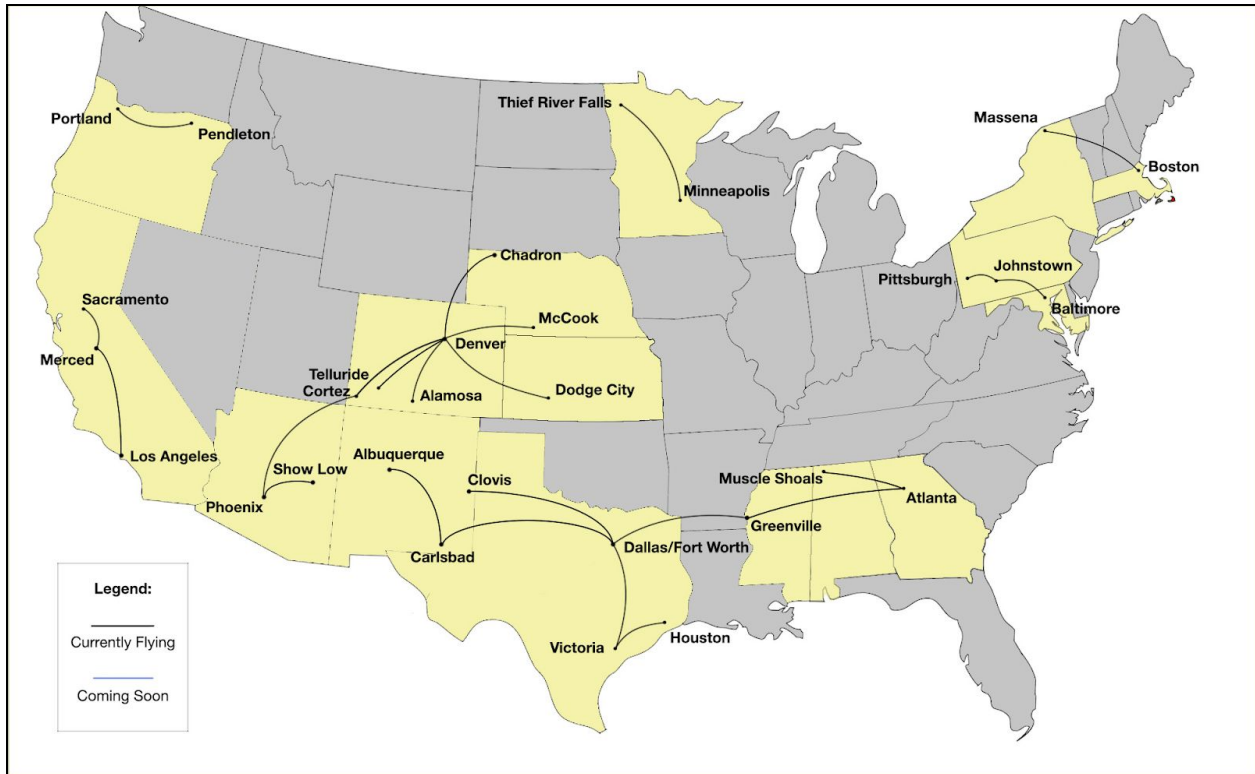 Thief River Falls
Massena
Portland
Pendleton
Boston
Minneapolis
Chadron
Pittsburgh
Johnstown
Sacramento
Baltimore
McCook
Merced
Denver
Telluride
Cortez
Alamosa
Dodge City
Los Angeles
Albuquerque
Show Low
Clovis
Muscle Shoals
Phoenix
Atlanta
Greenville
Carlsbad
Dallas/Fort Worth
Legend:
Currently Flying
Coming Soon
Victoria
Houston